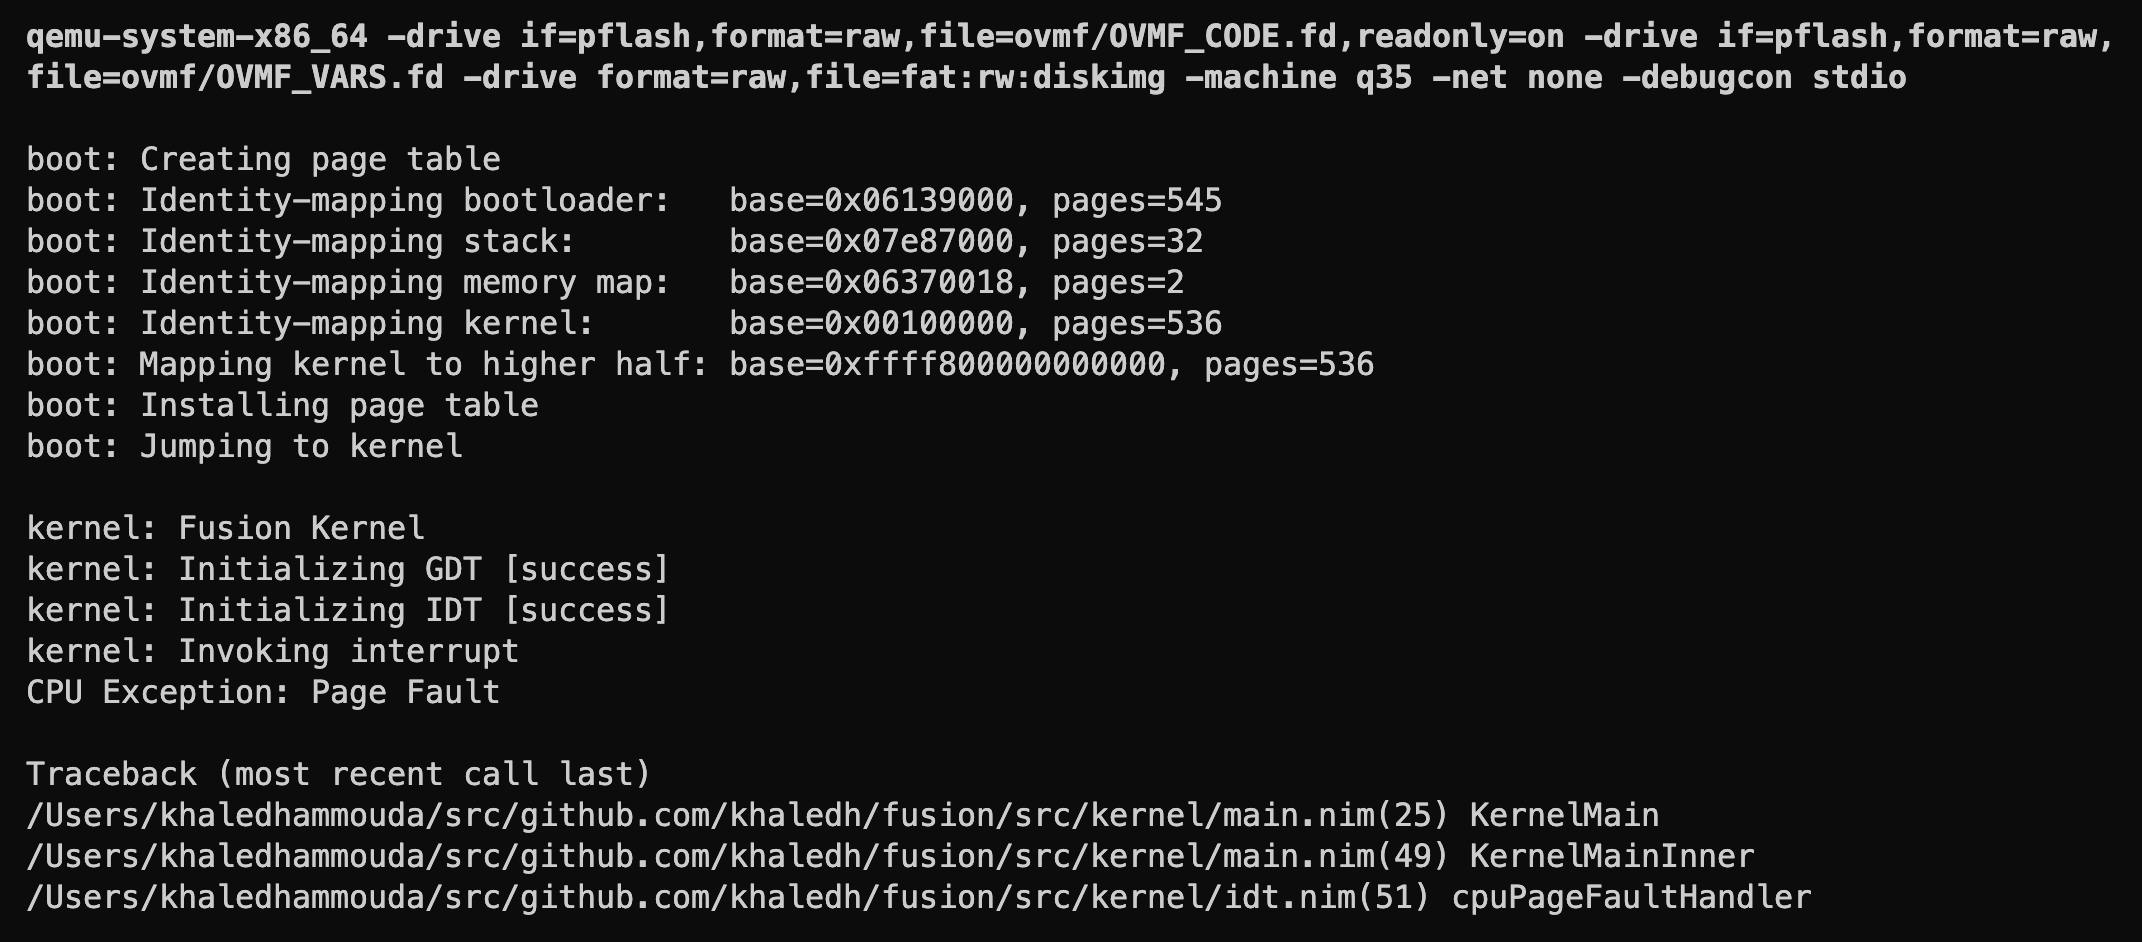 qemu-system-x86_64 -drive if=pflash,format=raw,file=ovmf/OVMF_CODE.fd,readonly=on -drive if=pflash,format=raw,
file=ovmf/OVMF_VARS.fd -drive format=raw,file=fat:rw:diskimg -machine q35 -net none -debugcon stdio
boot: Creating page table
boot: Identity-mapping bootloader:   base=0x06139000, pages=545
boot: Identity-mapping stack:        base=0x07e87000, pages=32
boot: Identity-mapping memory map:   base=0x06370018, pages=2
boot: Identity-mapping kernel:       base=0x00100000, pages=536
boot: Mapping kernel to higher half: base=0xffff800000000000, pages=536
boot: Installing page table
boot: Jumping to kernel
kernel: Fusion Kernel
kernel: Initializing GDT [success]
kernel: Initializing IDT [success]
kernel: Invoking interrupt
CPU Exception: Page Fault
Traceback (most recent call last)
/Users/khaledhammouda/src/github.com/khaledh/fusion/src/kernel/main.nim(25) KernelMain
/Users/khaledhammouda/src/github.com/khaledh/fusion/src/kernel/main.nim(49) KernelMainInner
/Users/khaledhammouda/src/github.com/khaledh/fusion/src/kernel/idt.nim(51) cpuPageFaultHandler